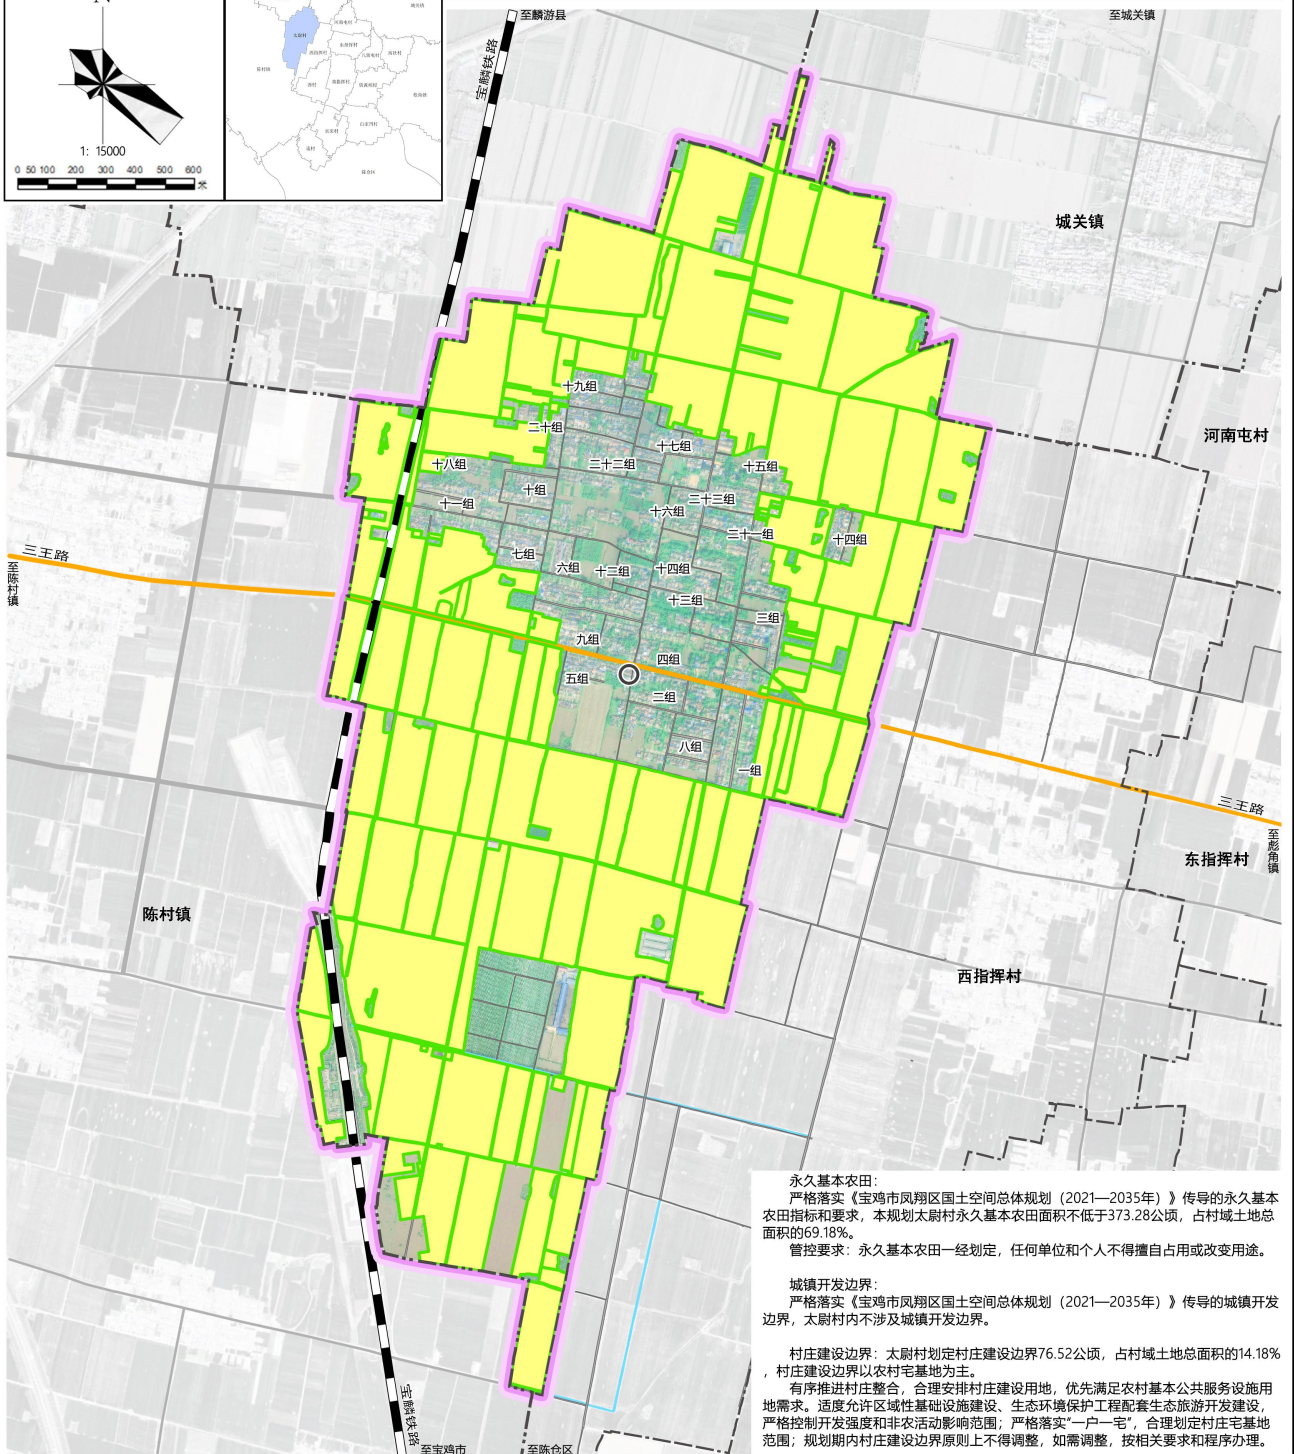 N
1: 15000
0 50 100 200 300 400 500 600
米
城关镇
河南屯村
太尉村
陈村镇
陈仓区
至麟游县
至城关镇
宝麟铁路
城关镇
河南屯村
十九组
二十组
十七组
十八组
二十二组
十五组
十组
十一组
二十三组
十六组
二十一组
十四组
七组
六组
十二组
十四组
十三组
三组
三王路
至陈村镇
九组
四组
五组
二组
八组
一组
三王路
至彪角镇
东指挥村
陈村镇
西指挥村
宝麟铁路
至宝鸡市
至陈仓区
永久基本农田：
严格落实《宝鸡市凤翔区国土空间总体规划（2021—2035年）》传导的永久基本
农田指标和要求，本规划太尉村永久基本农田面积不低于373.28公顷，占村域土地总
面积的69.18%。
管控要求：永久基本农田一经划定，任何单位和个人不得擅自占用或改变用途。
城镇开发边界：
严格落实《宝鸡市凤翔区国土空间总体规划（2021—2035年）》传导的城镇开发
边界，太尉村内不涉及城镇开发边界。
村庄建设边界：太尉村划定村庄建设边界76.52公顷，占村域土地总面积的14.18%
，村庄建设边界以农村宅基地为主。
有序推进村庄整合，合理安排村庄建设用地，优先满足农村基本公共服务设施用
地需求。适度允许区域性基础设施建设、生态环境保护工程配套生态旅游开发建设，
严格控制开发强度和非农活动影响范围；严格落实“一户一宅”，合理划定村庄宅基地
范围；规划期内村庄建设边界原则上不得调整，如需调整，按相关要求和程序办理。